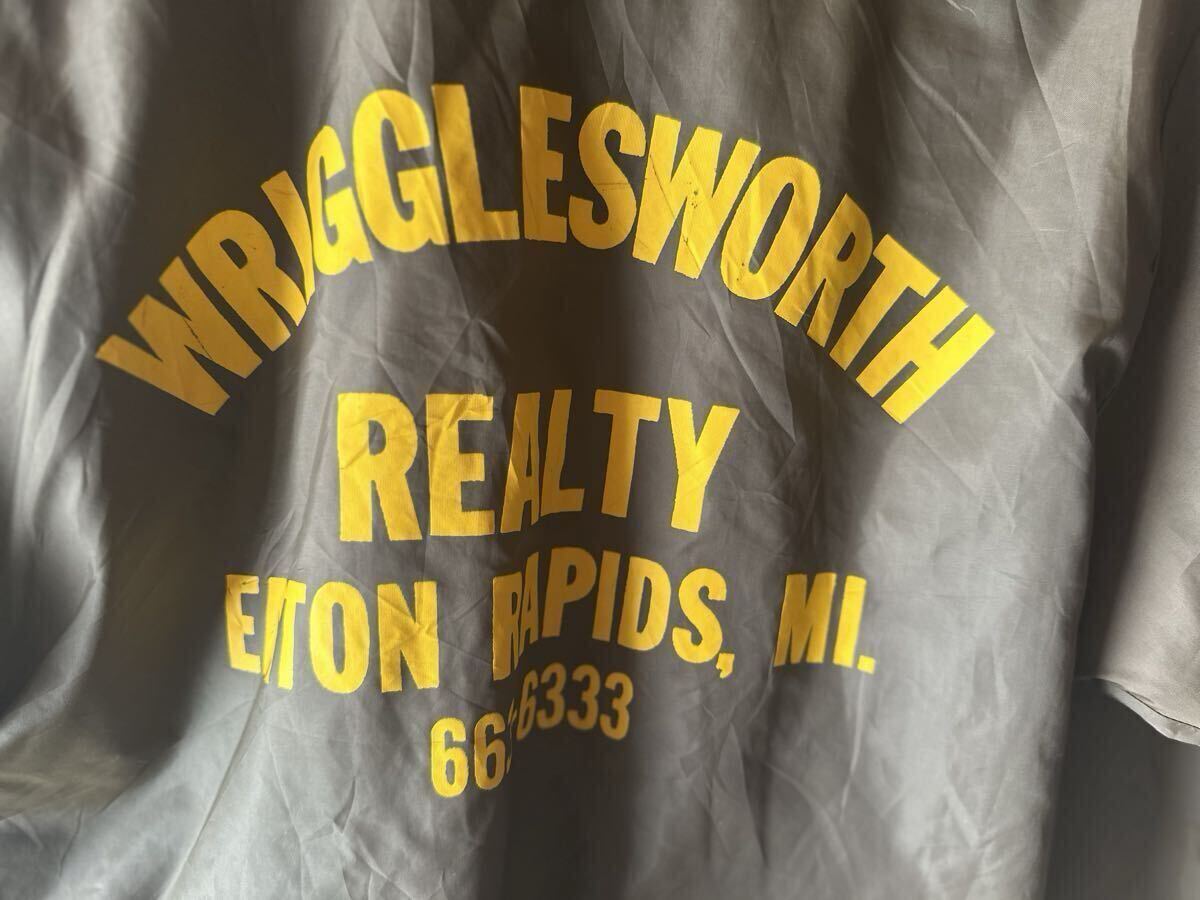 WRIGGLESWORTH
REALTY
EATON RAPIDS, MI.